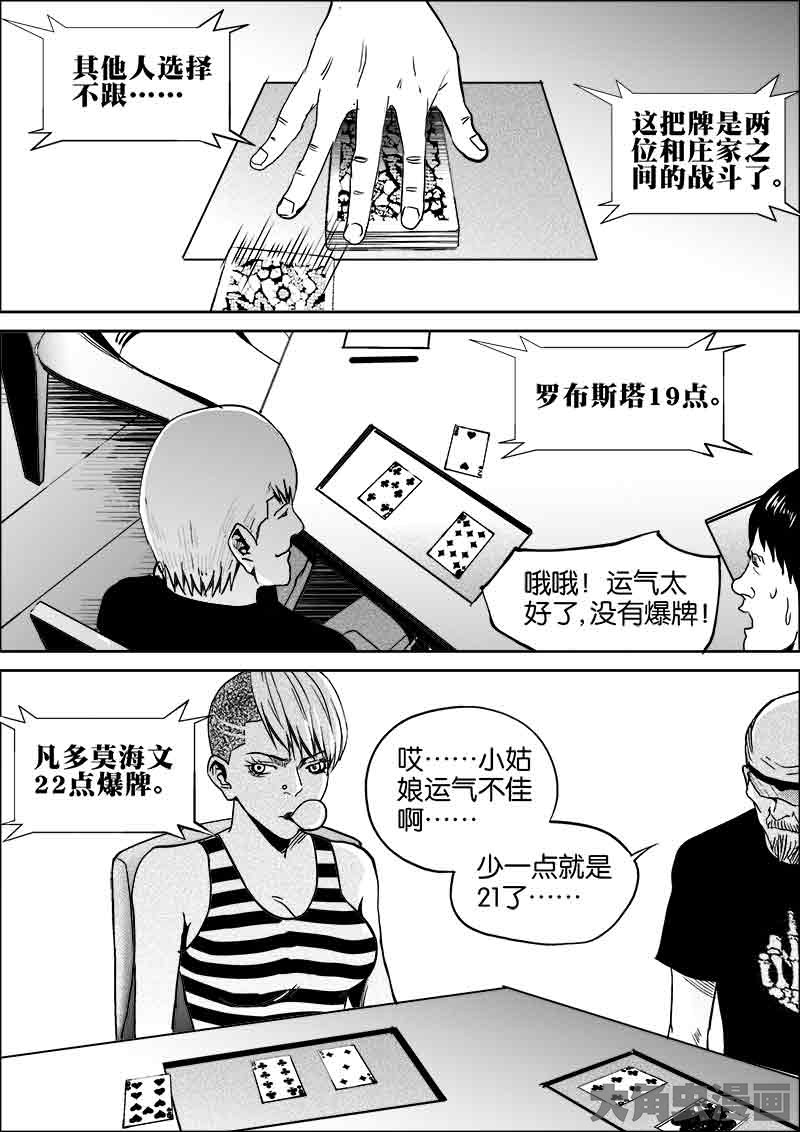 其他人选择
不跟……
这把牌是两
位和庄家之
间的战斗了。
罗布斯塔19点。
哦哦！运气太
好了,没有爆牌！
凡多莫海文
22点爆牌。
哎……小姑
娘运气不佳
啊……
少一点就是
21了……
大角虫漫画